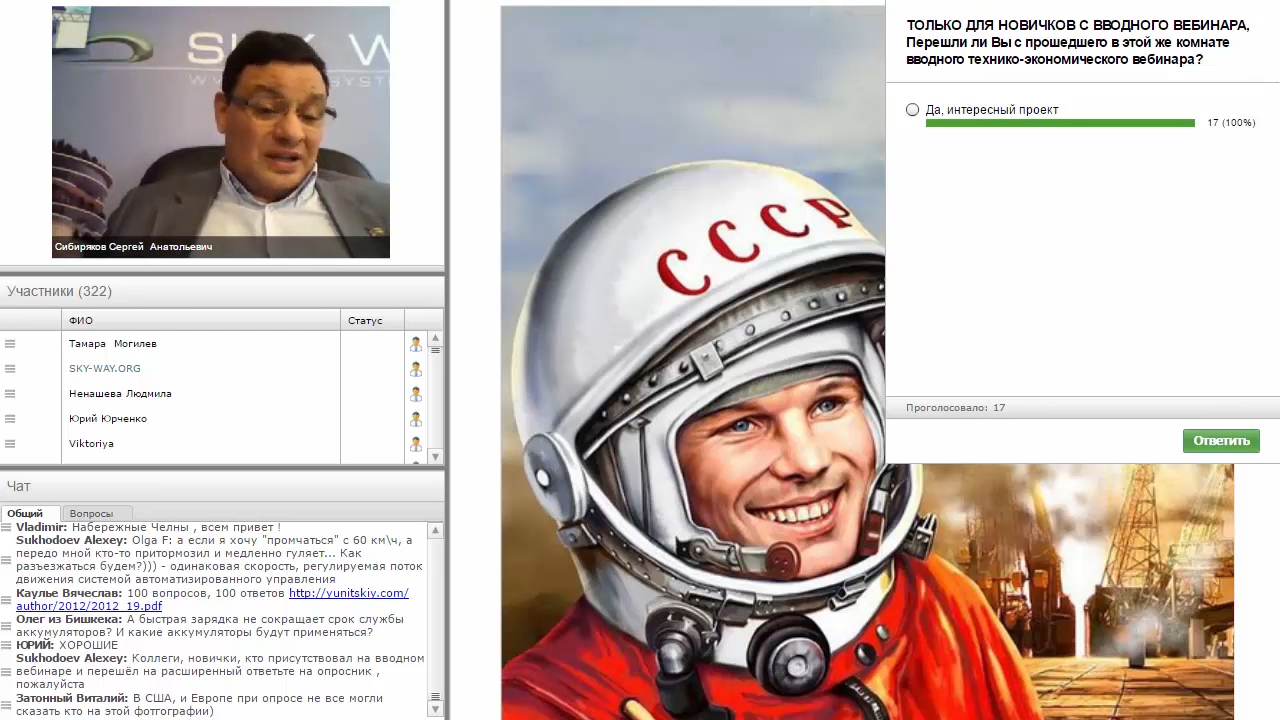 SKY W
Сибиряков Сергей Анатольевич
Участники (322)
ФИО
Статус
Тамара Могилев
SKY-WAY.ORG
Ненашева Людмила
Юрий Юрченко
Viktoriya
Чат
Общий
Вопросы
Vladimir: Набережные Челны , всем привет !
Sukhodoev Alexey: Olga F: а если я хочу "промчаться" с 60 км\ч, а
передо мной кто-то притормозил и медленно гуляет... Как
разъезжаться будем?))) - одинаковая скорость, регулируемая поток
движения системой автоматизированного управления
Каулье Вячеслав: 100 вопросов, 100 ответов http://yunitskiy.com/
author/2012/2012_19.pdf
Олег из Бишкека: А быстрая зарядка не сокращает срок службы
аккумуляторов? И какие аккумуляторы будут применяться?
ЮРИЙ: ХОРОШИЕ
Sukhodoev Alexey: Коллеги, новички, кто присутствовал на вводном
вебинаре и перешёл на расширенный ответьте на опросник ,
пожалуйста
Затонный Виталий: В США, и Европе при опросе не все могли
сказать кто на этой фотографии)
СССР
ТОЛЬКО ДЛЯ НОВИЧКОВ С ВВОДНОГО ВЕБИНАРА,
Перешли ли Вы с прошедшего в этой же комнате
вводного технико-экономического вебинара?
Да, интересный проект
17 (100%)
Проголосовало: 17
Ответить